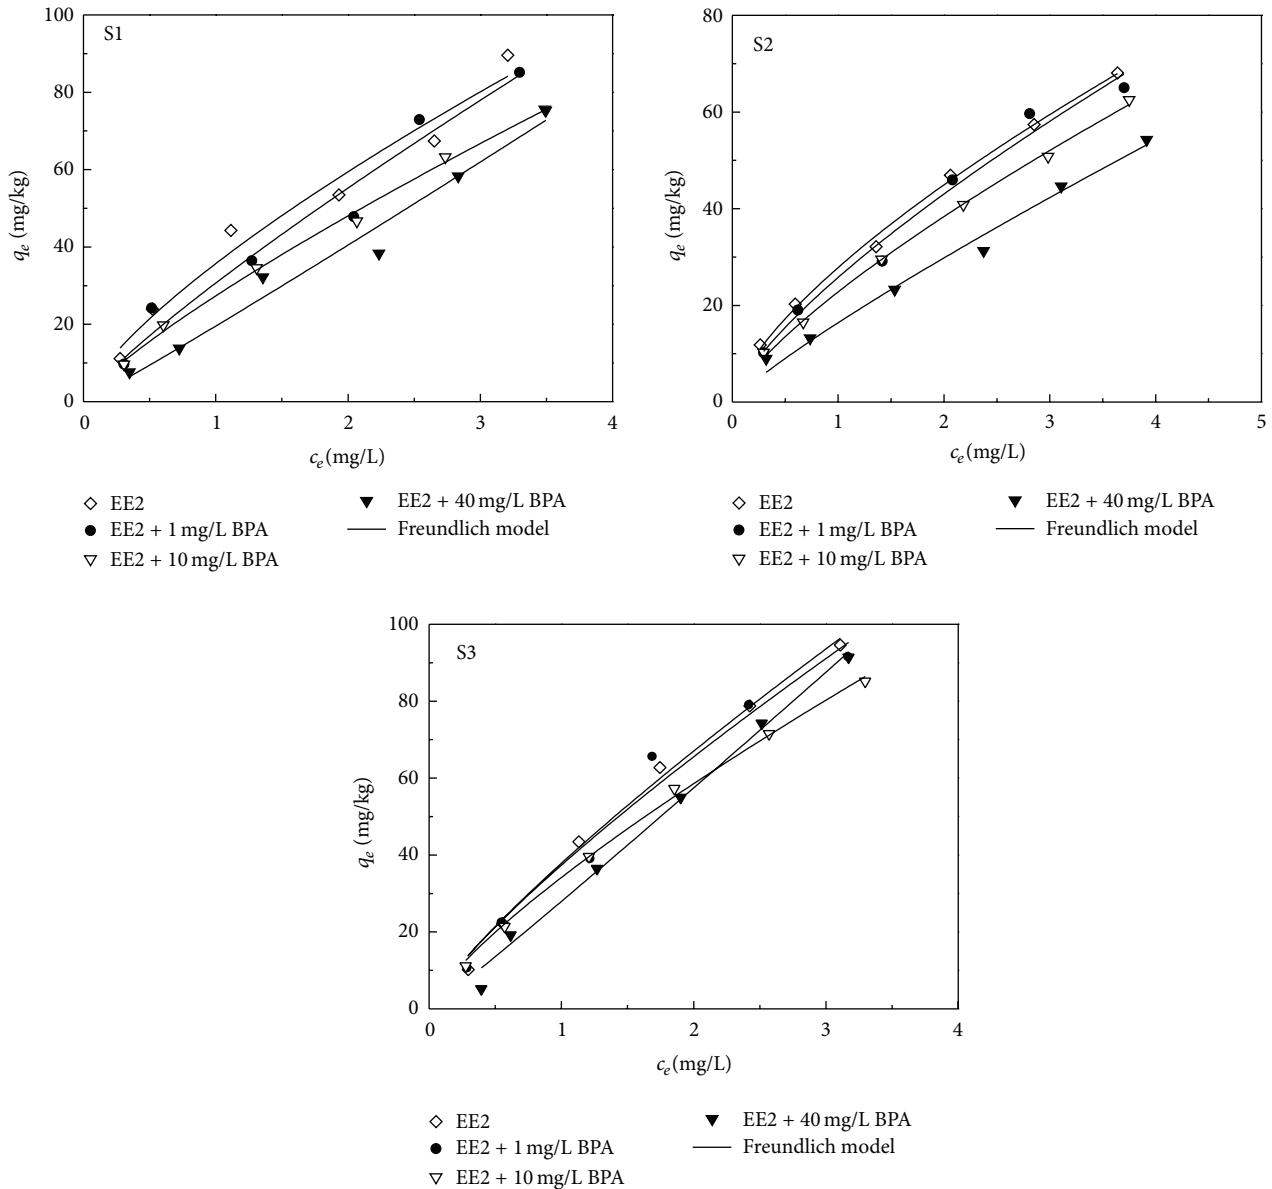 S1
100
80
60
40
20
0
q_e (mg/kg)
0 1 2 3 4
c_e (mg/L)
EE2
EE2 + 1 mg/L BPA
EE2 + 10 mg/L BPA
EE2 + 40 mg/L BPA
Freundlich model
S2
80
60
40
20
0
q_e (mg/kg)
0 1 2 3 4 5
c_e (mg/L)
EE2
EE2 + 1 mg/L BPA
EE2 + 10 mg/L BPA
EE2 + 40 mg/L BPA
Freundlich model
S3
100
80
60
40
20
0
q_e (mg/kg)
0 1 2 3 4
c_e (mg/L)
EE2
EE2 + 1 mg/L BPA
EE2 + 10 mg/L BPA
EE2 + 40 mg/L BPA
Freundlich model